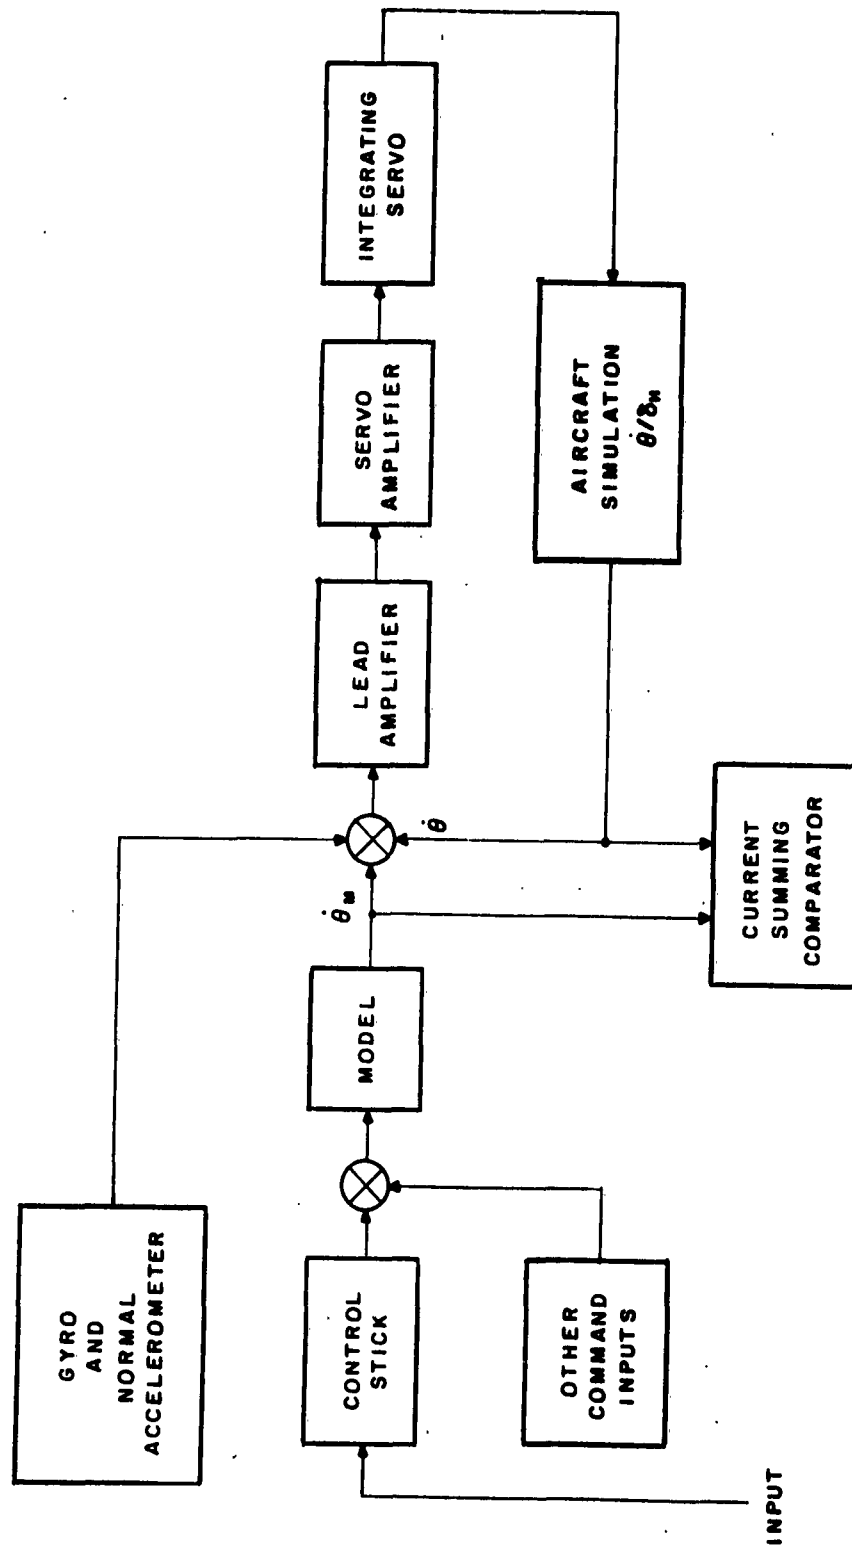 GYRO
AND
NORMAL
ACCELEROMETER
INPUT
CONTROL
STICK
OTHER
COMMAND
INPUTS
MODEL
θ̇M
θ̇
LEAD
AMPLIFIER
SERVO
AMPLIFIER
INTEGRATING
SERVO
AIRCRAFT
SIMULATION
θ̇/δH
CURRENT
SUMMING
COMPARATOR